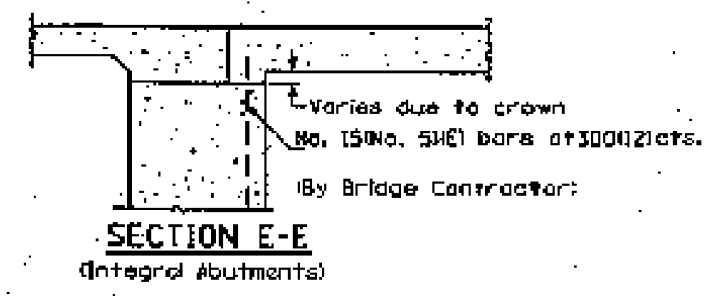 Varies due to crown
No. 15(No. 5)(E) bars at 300(12)cts.
(By Bridge Contractor)
SECTION E-E
(Integral Abutments)